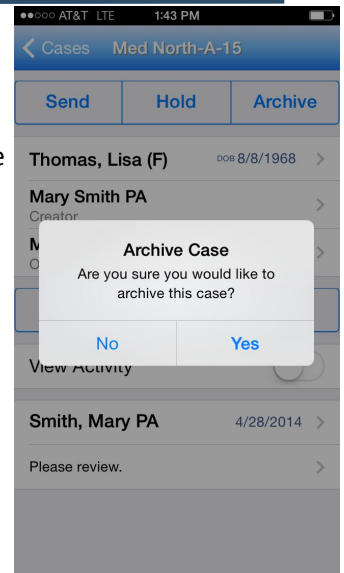 AT&T LTE 1:43 PM
Cases Med North-A-15
Send Hold Archive
Thomas, Lisa (F) DOB 8/8/1968
Mary Smith PA
Creator
Archive Case
Are you sure you would like to
archive this case?
No Yes
View Activity
Smith, Mary PA 4/28/2014
Please review.